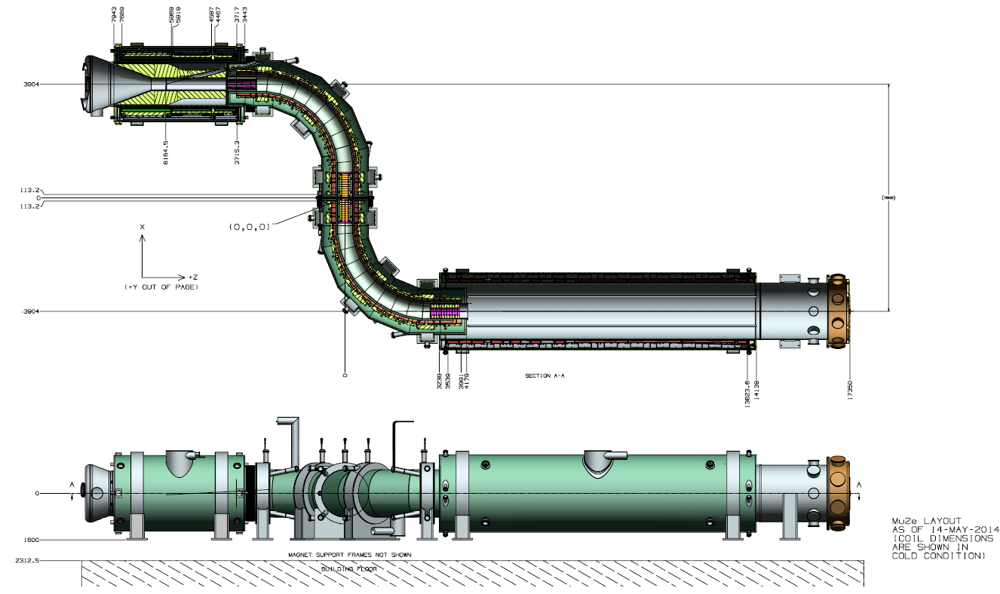 7943
7669
5969
5919
4587
4467
3717
3443
3904
6164.5
3715.3
113.2
0
113.2
(0,0,0)
X
+Z
(+Y OUT OF PAGE)
(7808)
-3904
0
3239
3539
3991
4179
SECTION A-A
13823.6
14139
17350
A
A
0
1600
2312.5
MAGNET SUPPORT FRAMES NOT SHOWN
BUILDING FLOOR
Mu2e LAYOUT
AS OF 14-MAY-2014
(COIL DIMENSIONS
ARE SHOWN IN
COLD CONDITION)